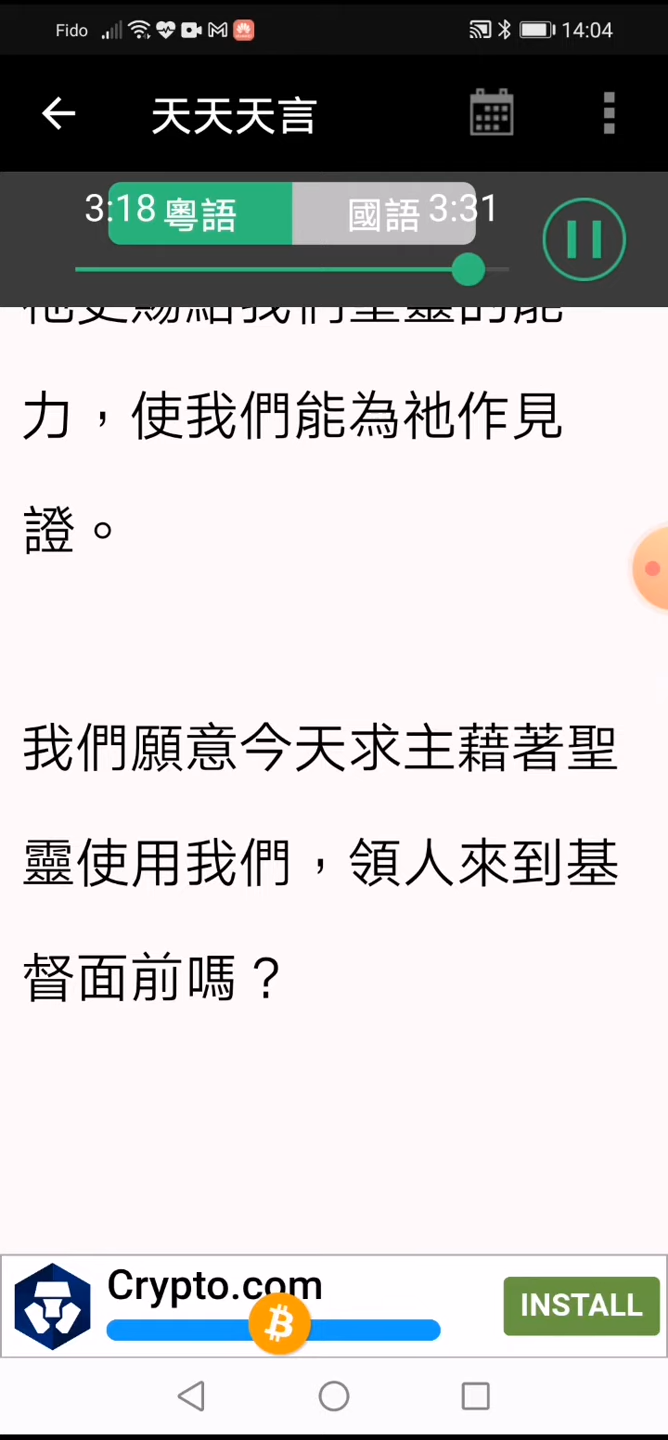 Fido 14:04
天天天言
3:18 粵語 國語 3:31
力，使我們能為祂作見
證。
我們願意今天求主藉著聖
靈使用我們，領人來到基
督面前嗎？
Crypto.com
INSTALL